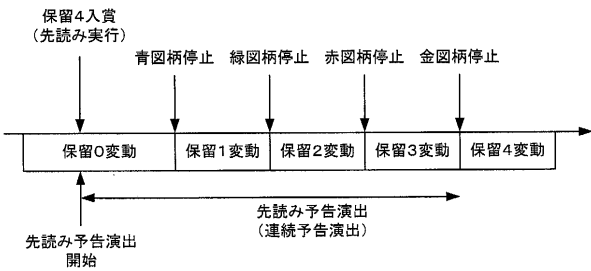 保留4入賞
(先読み実行)
青図柄停止
緑図柄停止
赤図柄停止
金図柄停止
保留0変動
保留1変動
保留2変動
保留3変動
保留4変動
先読み予告演出
(連続予告演出)
先読み予告演出
開始